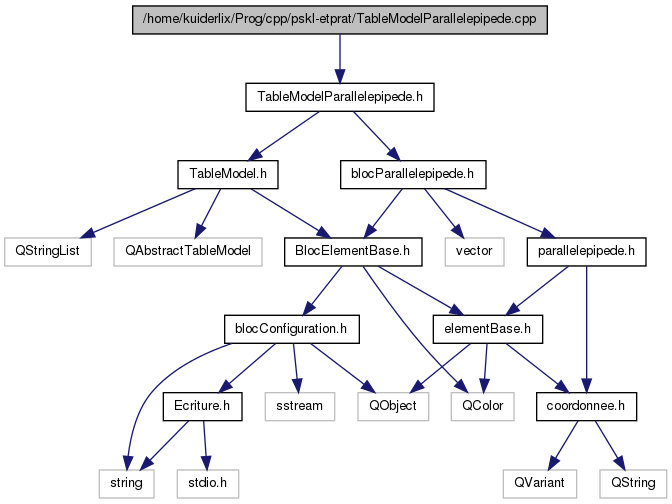 /home/kuiderlix/Prog/cpp/pskl-etprat/TableModelParallelepipede.cpp
TableModelParallelepipede.h
TableModel.h
blocParallelepipede.h
QStringList
QAbstractTableModel
BlocElementBase.h
vector
parallelepipede.h
blocConfiguration.h
elementBase.h
Ecriture.h
sstream
QObject
QColor
coordonnee.h
string
stdio.h
QVariant
QString